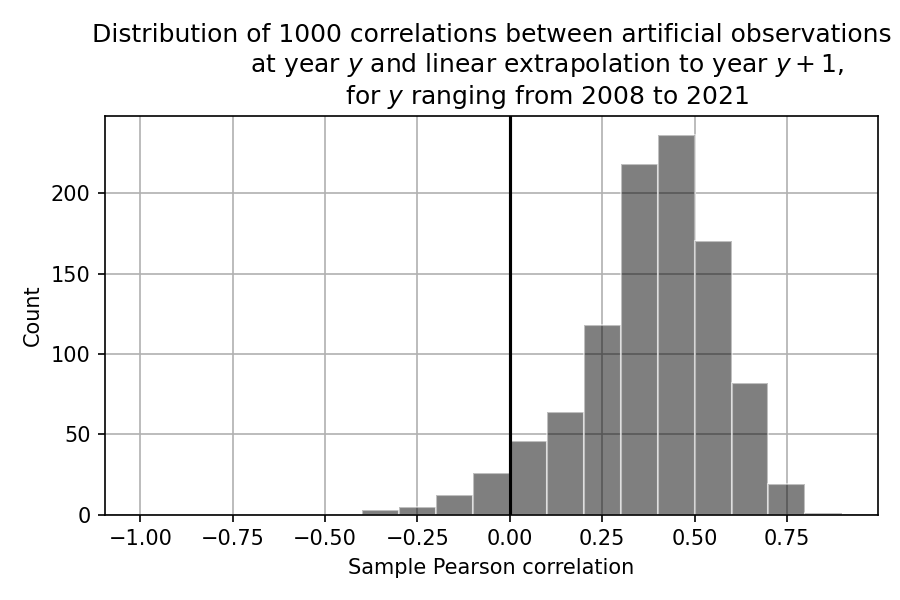 Distribution of 1000 correlations between artificial observations
at year y and linear extrapolation to year y + 1,
for y ranging from 2008 to 2021
200
150
100
50
0
Count
−1.00 −0.75 −0.50 −0.25 0.00 0.25 0.50 0.75
Sample Pearson correlation